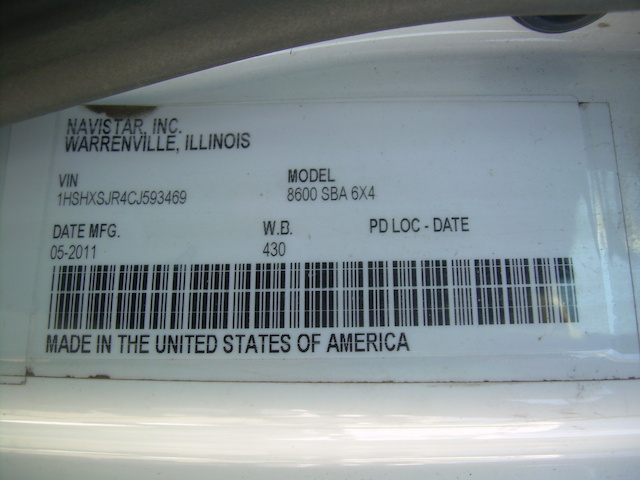 NAVISTAR, INC.
WARRENVILLE, ILLINOIS
VIN MODEL
1HSHXSJR4CJ593469 8600 SBA 6X4
DATE MFG. W.B. PD LOC - DATE
05-2011 430
MADE IN THE UNITED STATES OF AMERICA